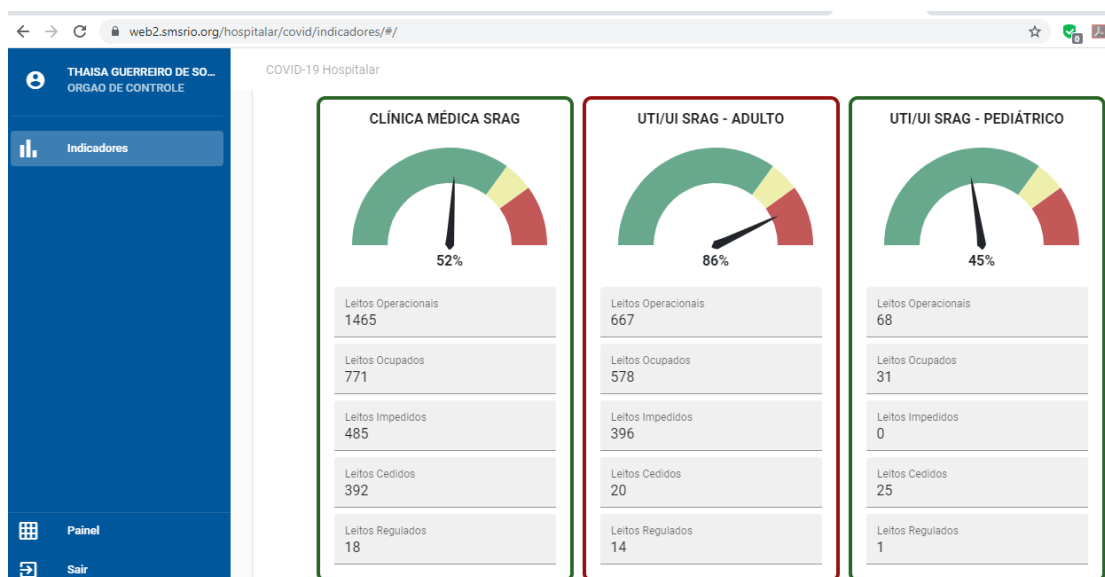 web2.smsrio.org/hospitalar/covid/indicadores/#/
0
THAISA GUERREIRO DE SO...
ORGAO DE CONTROLE
Indicadores
Painel
Sair
COVID-19 Hospitalar
CLÍNICA MÉDICA SRAG
52%
Leitos Operacionais
1465
Leitos Ocupados
771
Leitos Impedidos
485
Leitos Cedidos
392
Leitos Regulados
18
UTI/UI SRAG - ADULTO
86%
Leitos Operacionais
667
Leitos Ocupados
578
Leitos Impedidos
396
Leitos Cedidos
20
Leitos Regulados
14
UTI/UI SRAG - PEDIÁTRICO
45%
Leitos Operacionais
68
Leitos Ocupados
31
Leitos Impedidos
0
Leitos Cedidos
25
Leitos Regulados
1